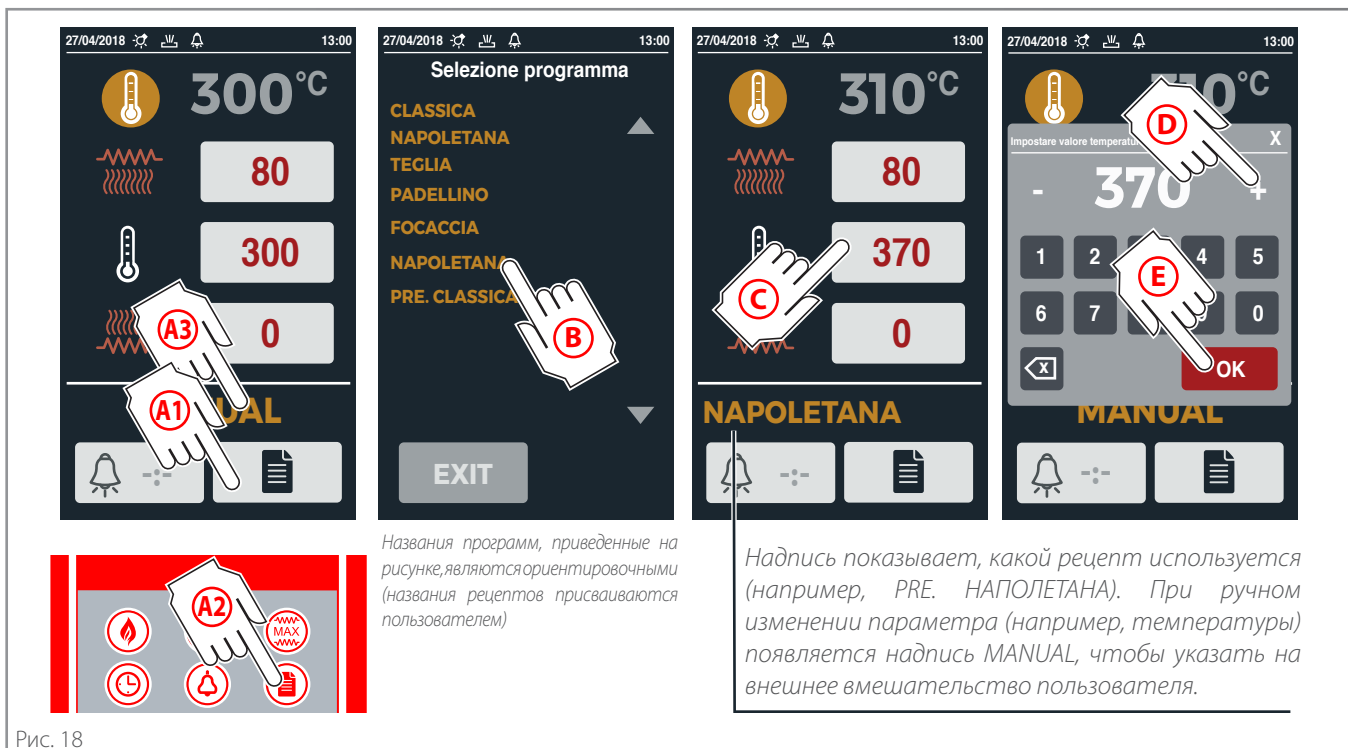 27/04/2018 13:00
300°C
80
300
0
A3
A1
UAL
-:-
27/04/2018 13:00
Selezione programma
CLASSICA
NAPOLETANA
TEGLIA
PADELLINO
FOCACCIA
NAPOLETANA
PRE. CLASSICA
B
EXIT
27/04/2018 13:00
310°C
80
370
C
0
NAPOLETANA
-:-
27/04/2018 13:00
310°C
D
Impostare valore temperatur
X
- 370 +
1 2 4 5
E
6 7 0
X
OK
MANUAL
-:-
A2
MAX
Названия программ, приведенные на
рисунке, являются ориентировочными
(названия рецептов присваиваются
пользователем)
Надпись показывает, какой рецепт используется
(например, PRE. НАПОЛЕТАНА). При ручном
изменении параметра (например, температуры)
появляется надпись MANUAL, чтобы указать на
внешнее вмешательство пользователя.
Рис. 18